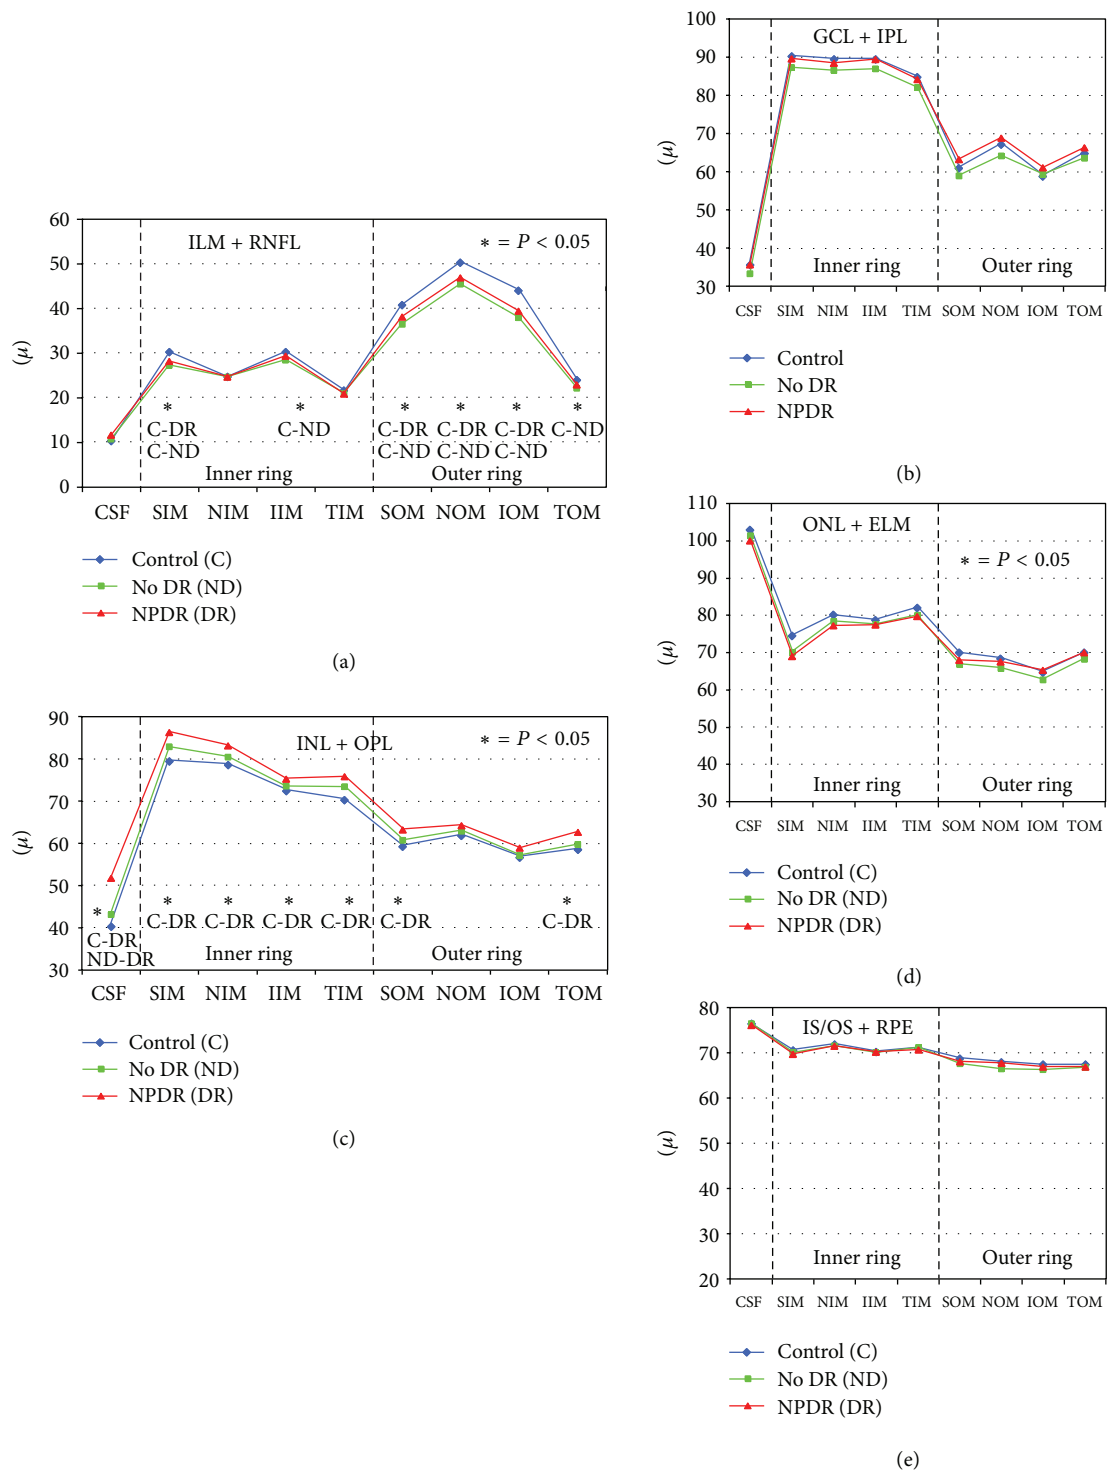 60
50
40
30
20
10
0
(μ)
ILM + RNFL
* = P < 0.05
*
C-DR
C-ND
*
C-ND
*
C-DR
C-ND
*
C-DR
C-ND
*
C-DR
C-ND
*
C-ND
Inner ring
Outer ring
CSF SIM NIM IIM TIM SOM NOM IOM TOM
Control (C)
No DR (ND)
NPDR (DR)
(a)
100
90
80
70
60
50
40
30
(μ)
GCL + IPL
Inner ring
Outer ring
CSF SIM NIM IIM TIM SOM NOM IOM TOM
Control
No DR
NPDR
(b)
90
80
70
60
50
40
30
(μ)
INL + OPL
* = P < 0.05
*
C-DR
ND-DR
*
C-DR
*
C-DR
*
C-DR
*
C-DR
*
C-DR
*
C-DR
Inner ring
Outer ring
CSF SIM NIM IIM TIM SOM NOM IOM TOM
Control (C)
No DR (ND)
NPDR (DR)
(c)
110
100
90
80
70
60
50
40
30
(μ)
ONL + ELM
* = P < 0.05
Inner ring
Outer ring
CSF SIM NIM IIM TIM SOM NOM IOM TOM
Control (C)
No DR (ND)
NPDR (DR)
(d)
80
70
60
50
40
30
20
(μ)
IS/OS + RPE
Inner ring
Outer ring
CSF SIM NIM IIM TIM SOM NOM IOM TOM
Control (C)
No DR (ND)
NPDR (DR)
(e)